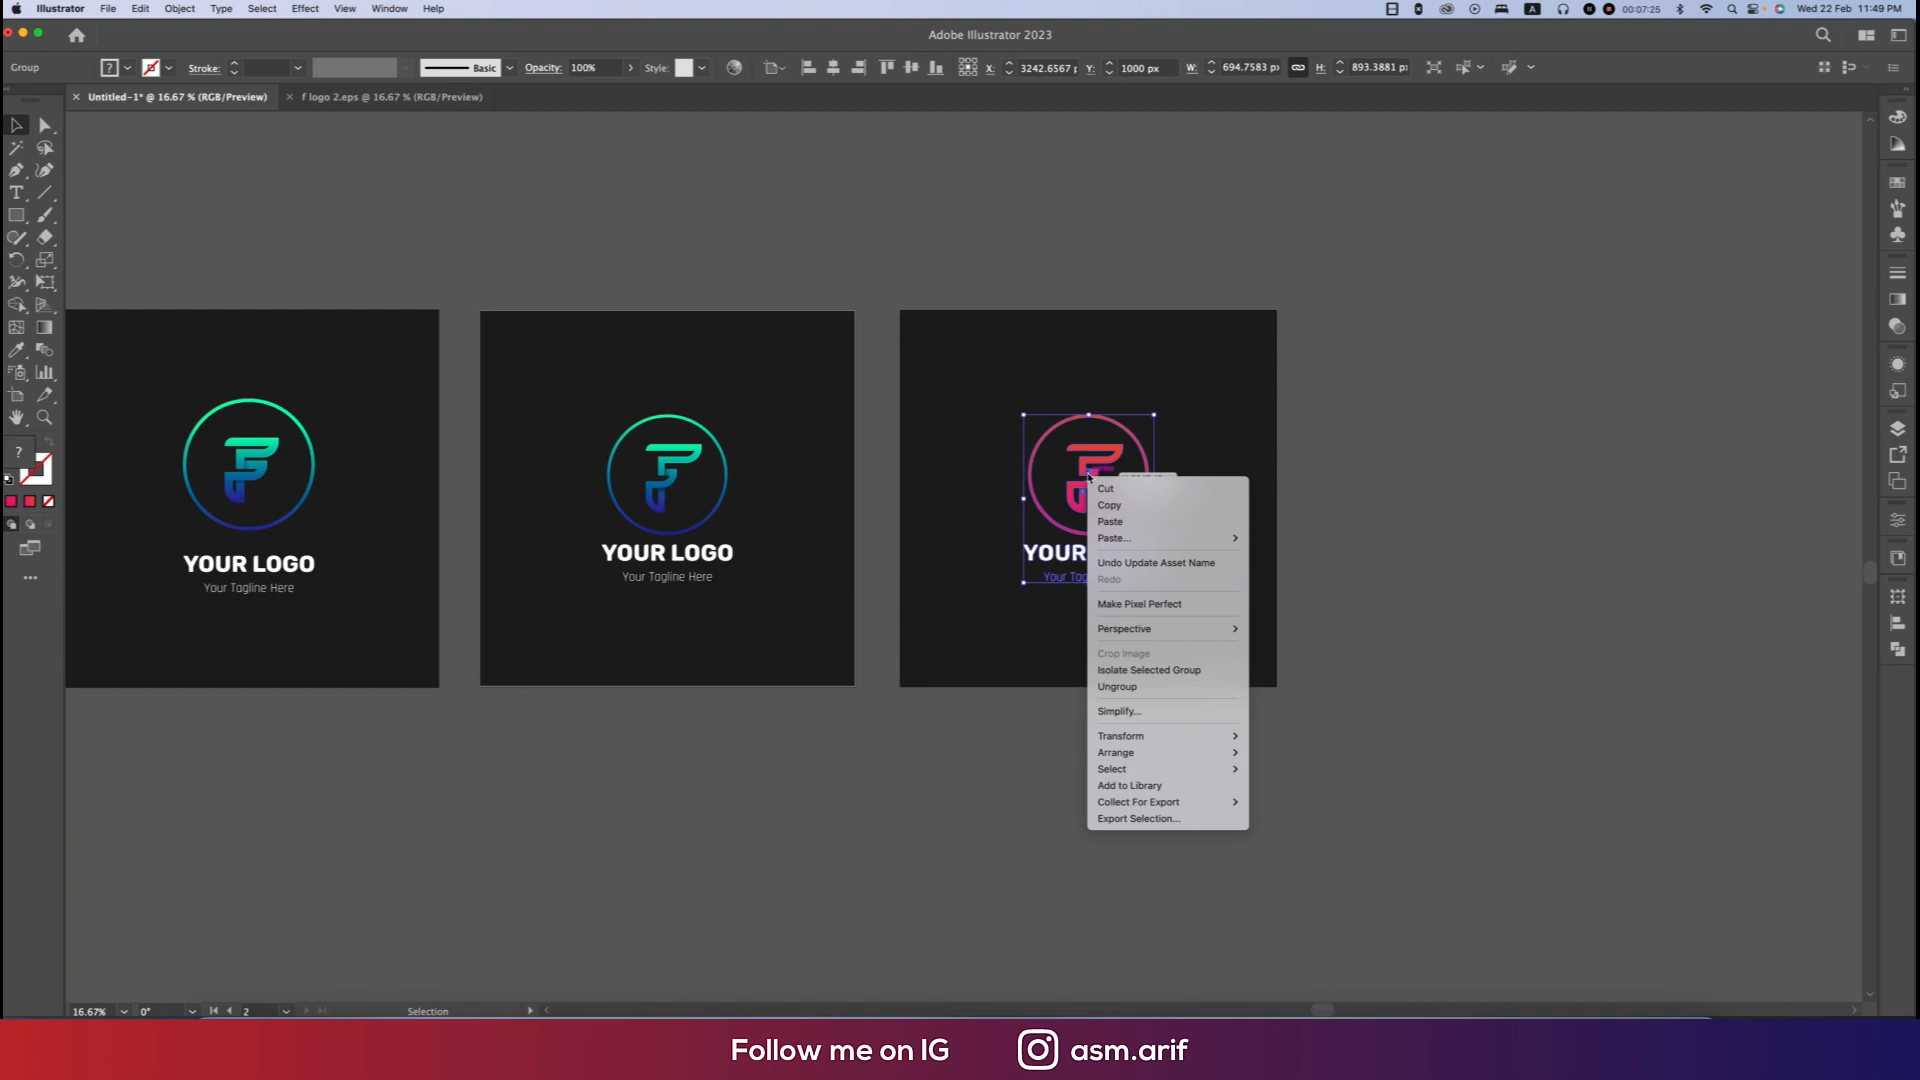 Illustrator File Edit Object Type Select Effect View Window Help
00:07:25
Wed 22 Feb 11:49 PM
Adobe Illustrator 2023
Group
?
Stroke:
Basic
Opacity: 100%
Style:
X: 3242.6567 p
Y: 1000 px
W: 694.7583 px
H: 893.3881 p:
Untitled-1* @ 16.67 % (RGB/Preview)
f logo 2.eps @ 16.67 % (RGB/Preview)
YOUR LOGO
Your Tagline Here
YOUR LOGO
Your Tagline Here
YOUR
Your Tag
Cut
Copy
Paste
Paste...
Undo Update Asset Name
Redo
Make Pixel Perfect
Perspective
Crop Image
Isolate Selected Group
Ungroup
Simplify...
Transform
Arrange
Select
Add to Library
Collect For Export
Export Selection...
?
16.67%
0°
2
Selection
Follow me on IG
asm.arif